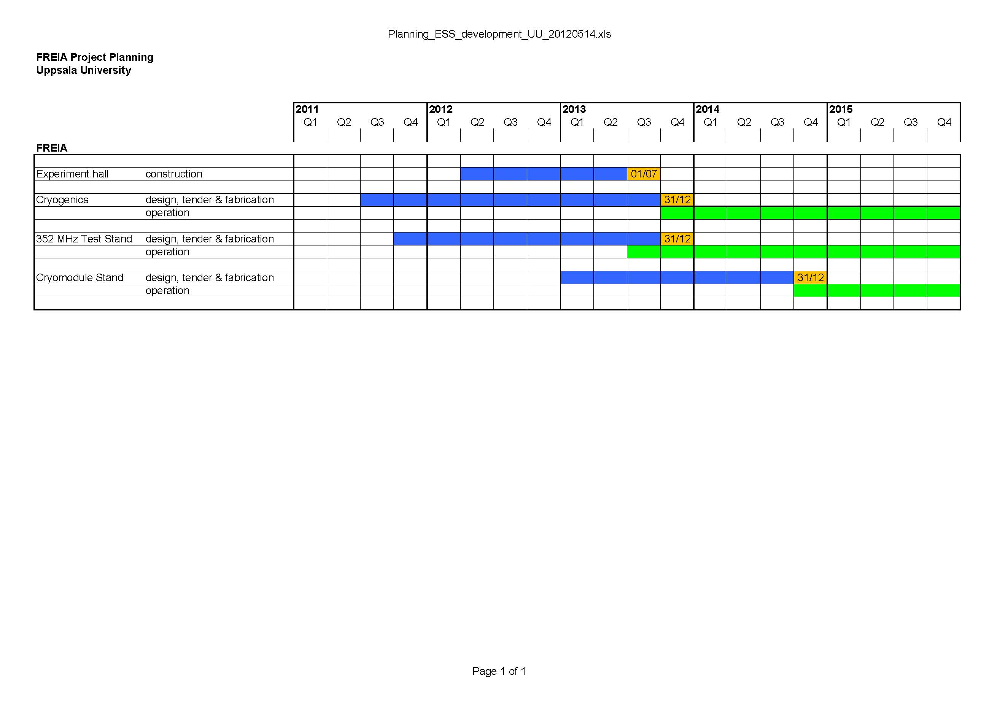 Planning_ESS_development_UU_20120514.xls
FREIA Project Planning
Uppsala University
2011 2012 2013 2014 2015
Q1 Q2 Q3 Q4 Q1 Q2 Q3 Q4 Q1 Q2 Q3 Q4 Q1 Q2 Q3 Q4 Q1 Q2 Q3 Q4
FREIA
Experiment hall construction 01/07
Cryogenics design, tender & fabrication 31/12
operation
352 MHz Test Stand design, tender & fabrication 31/12
operation
Cryomodule Stand design, tender & fabrication 31/12
operation
Page 1 of 1